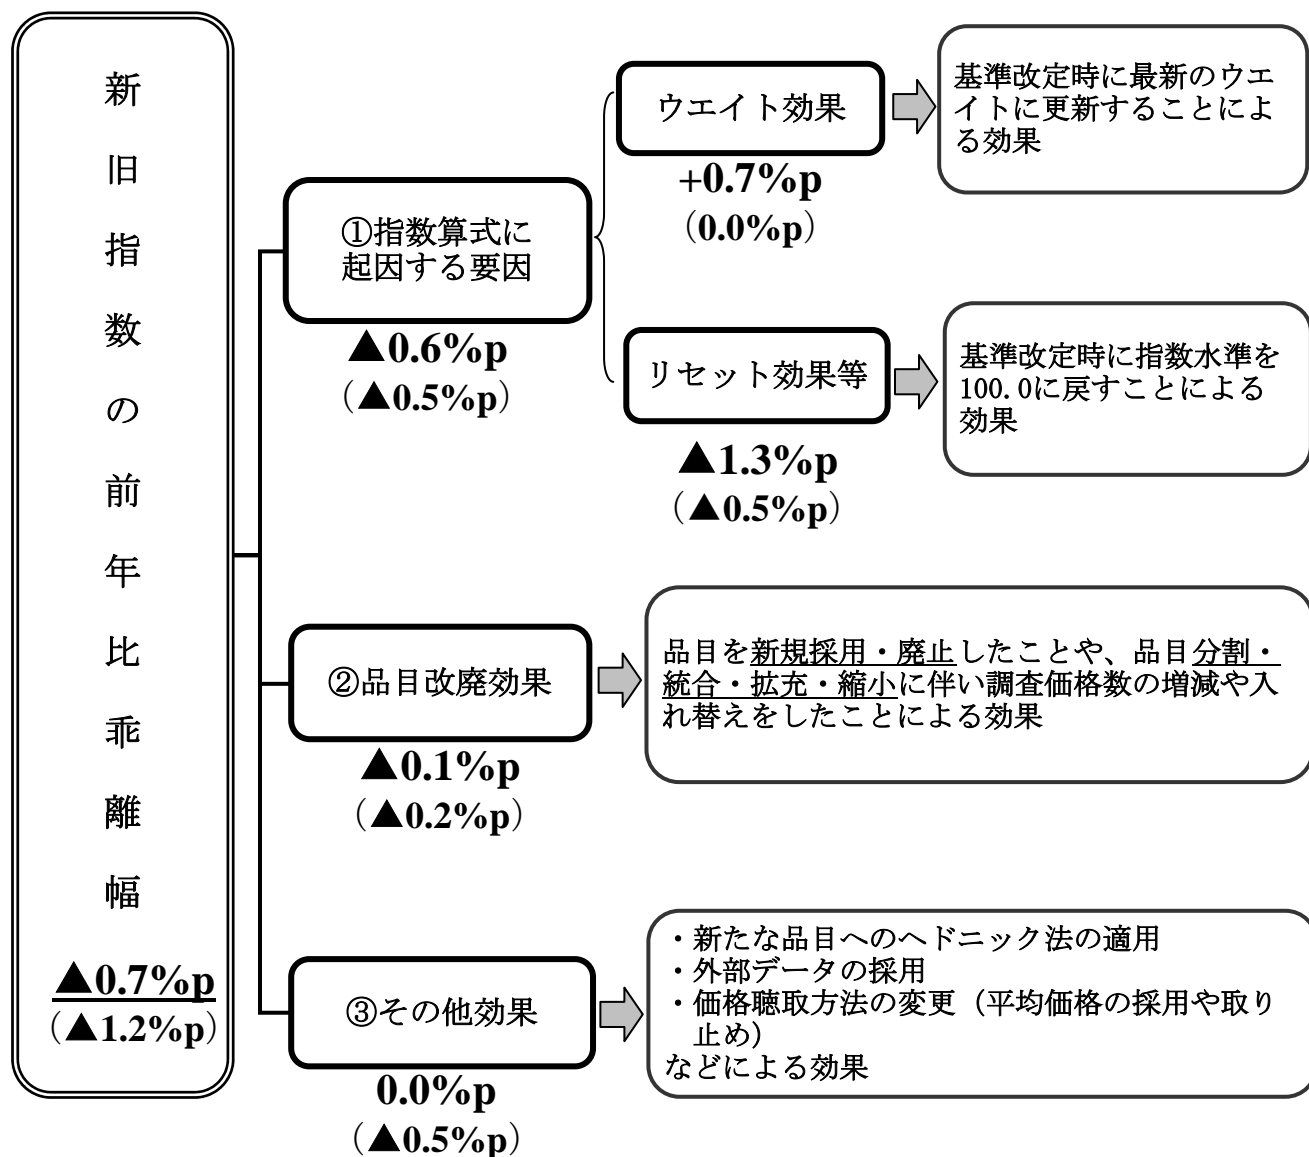 新旧指数の前年比乖離幅
▲0.7%p
（▲1.2%p）
①指数算式に
起因する要因
▲0.6%p
（▲0.5%p）
ウエイト効果
+0.7%p
（0.0%p）
基準改定時に最新のウエ
イトに更新することによ
る効果
リセット効果等
▲1.3%p
（▲0.5%p）
基準改定時に指数水準を
100.0に戻すことによる
効果
②品目改廃効果
▲0.1%p
（▲0.2%p）
品目を新規採用・廃止したことや、品目分割・
統合・拡充・縮小に伴い調査価格数の増減や入
れ替えをしたことによる効果
③その他効果
0.0%p
（▲0.5%p）
・新たな品目へのヘドニック法の適用
・外部データの採用
・価格聴取方法の変更（平均価格の採用や取り
止め）
などによる効果